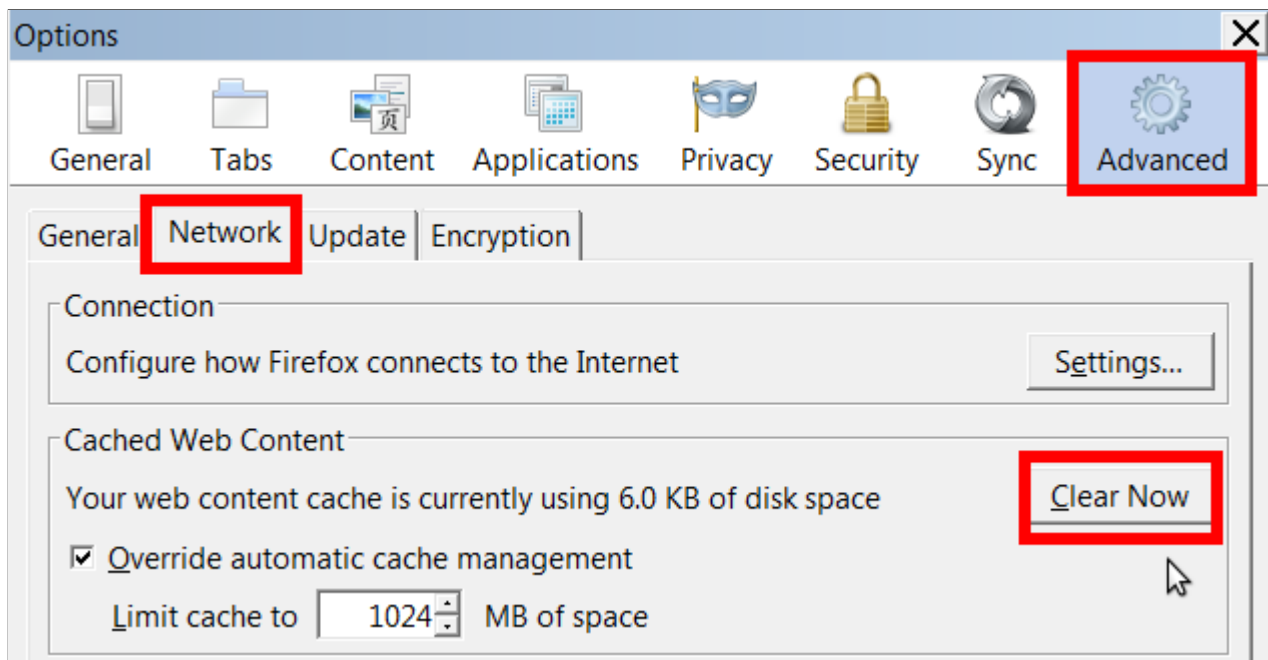 Options
页
General Tabs Content Applications Privacy Security Sync Advanced
General Network Update Encryption
Connection
Configure how Firefox connects to the Internet Settings...
Cached Web Content
Your web content cache is currently using 6.0 KB of disk space Clear Now
Override automatic cache management
Limit cache to 1024 MB of space